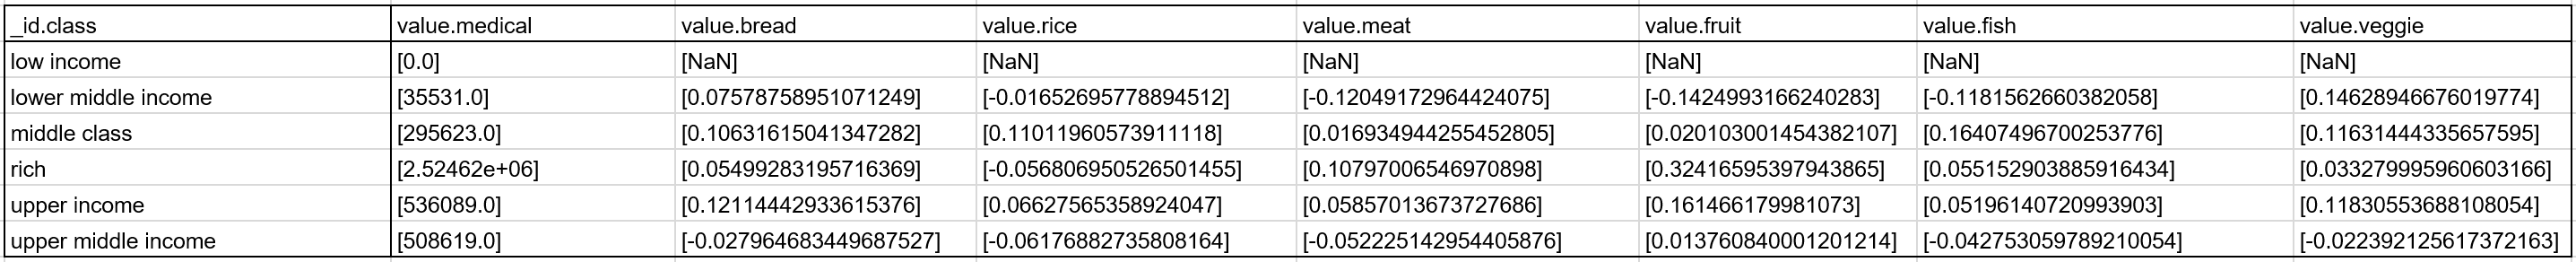 _id.class value.medical value.bread value.rice value.meat value.fruit value.fish value.veggie
low income [0.0] [NaN] [NaN] [NaN] [NaN] [NaN] [NaN]
lower middle income [35531.0] [0.07578758951071249] [-0.01652695778894512] [-0.12049172964424075] [-0.1424993166240283] [-0.1181562660382058] [0.14628946676019774]
middle class [295623.0] [0.10631615041347282] [0.11011960573911118] [0.016934944255452805] [0.020103001454382107] [0.16407496700253776] [0.11631444335657595]
rich [2.52462e+06] [0.05499283195716369] [-0.056806950526501455] [0.10797006546970898] [0.32416595397943865] [0.055152903885916434] [0.033279995960603166]
upper income [536089.0] [0.12114442933615376] [0.06627565358924047] [0.05857013673727686] [0.161466179981073] [0.05196140720993903] [0.11830553688108054]
upper middle income [508619.0] [-0.027964683449687527] [-0.06176882735808164] [-0.052225142954405876] [0.013760840001201214] [-0.042753059789210054] [-0.022392125617372163]